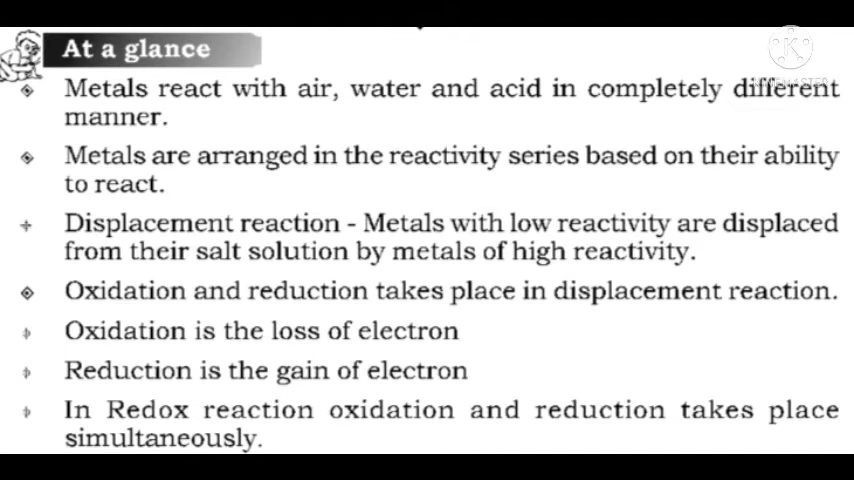 At a glance
KINEMASTER
Metals react with air, water and acid in completely different
manner.
Metals are arranged in the reactivity series based on their ability
to react.
Displacement reaction - Metals with low reactivity are displaced
from their salt solution by metals of high reactivity.
Oxidation and reduction takes place in displacement reaction.
Oxidation is the loss of electron
Reduction is the gain of electron
In Redox reaction oxidation and reduction takes place
simultaneously.